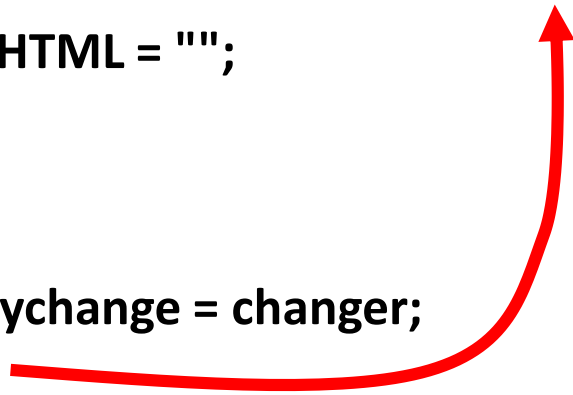 HTML = "";
ychange = changer;